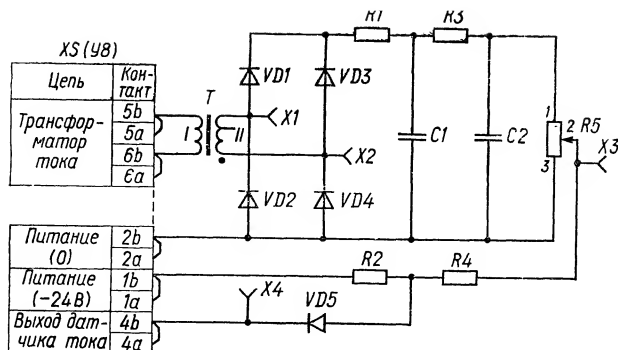 R1
R3
XS (У8)
Цепь
Кон-
такт
Трансфор-
матор
тока
5b
5a
6b
6a
T
I
II
VD1
VD3
X1
X2
C1
C2
1
2
R5
3
X3
VD2
VD4
Питание
(0)
2b
2a
Питание
(-24В)
1b
1a
Выход дат-
чика тока
4b
4a
X4
VD5
R2
R4